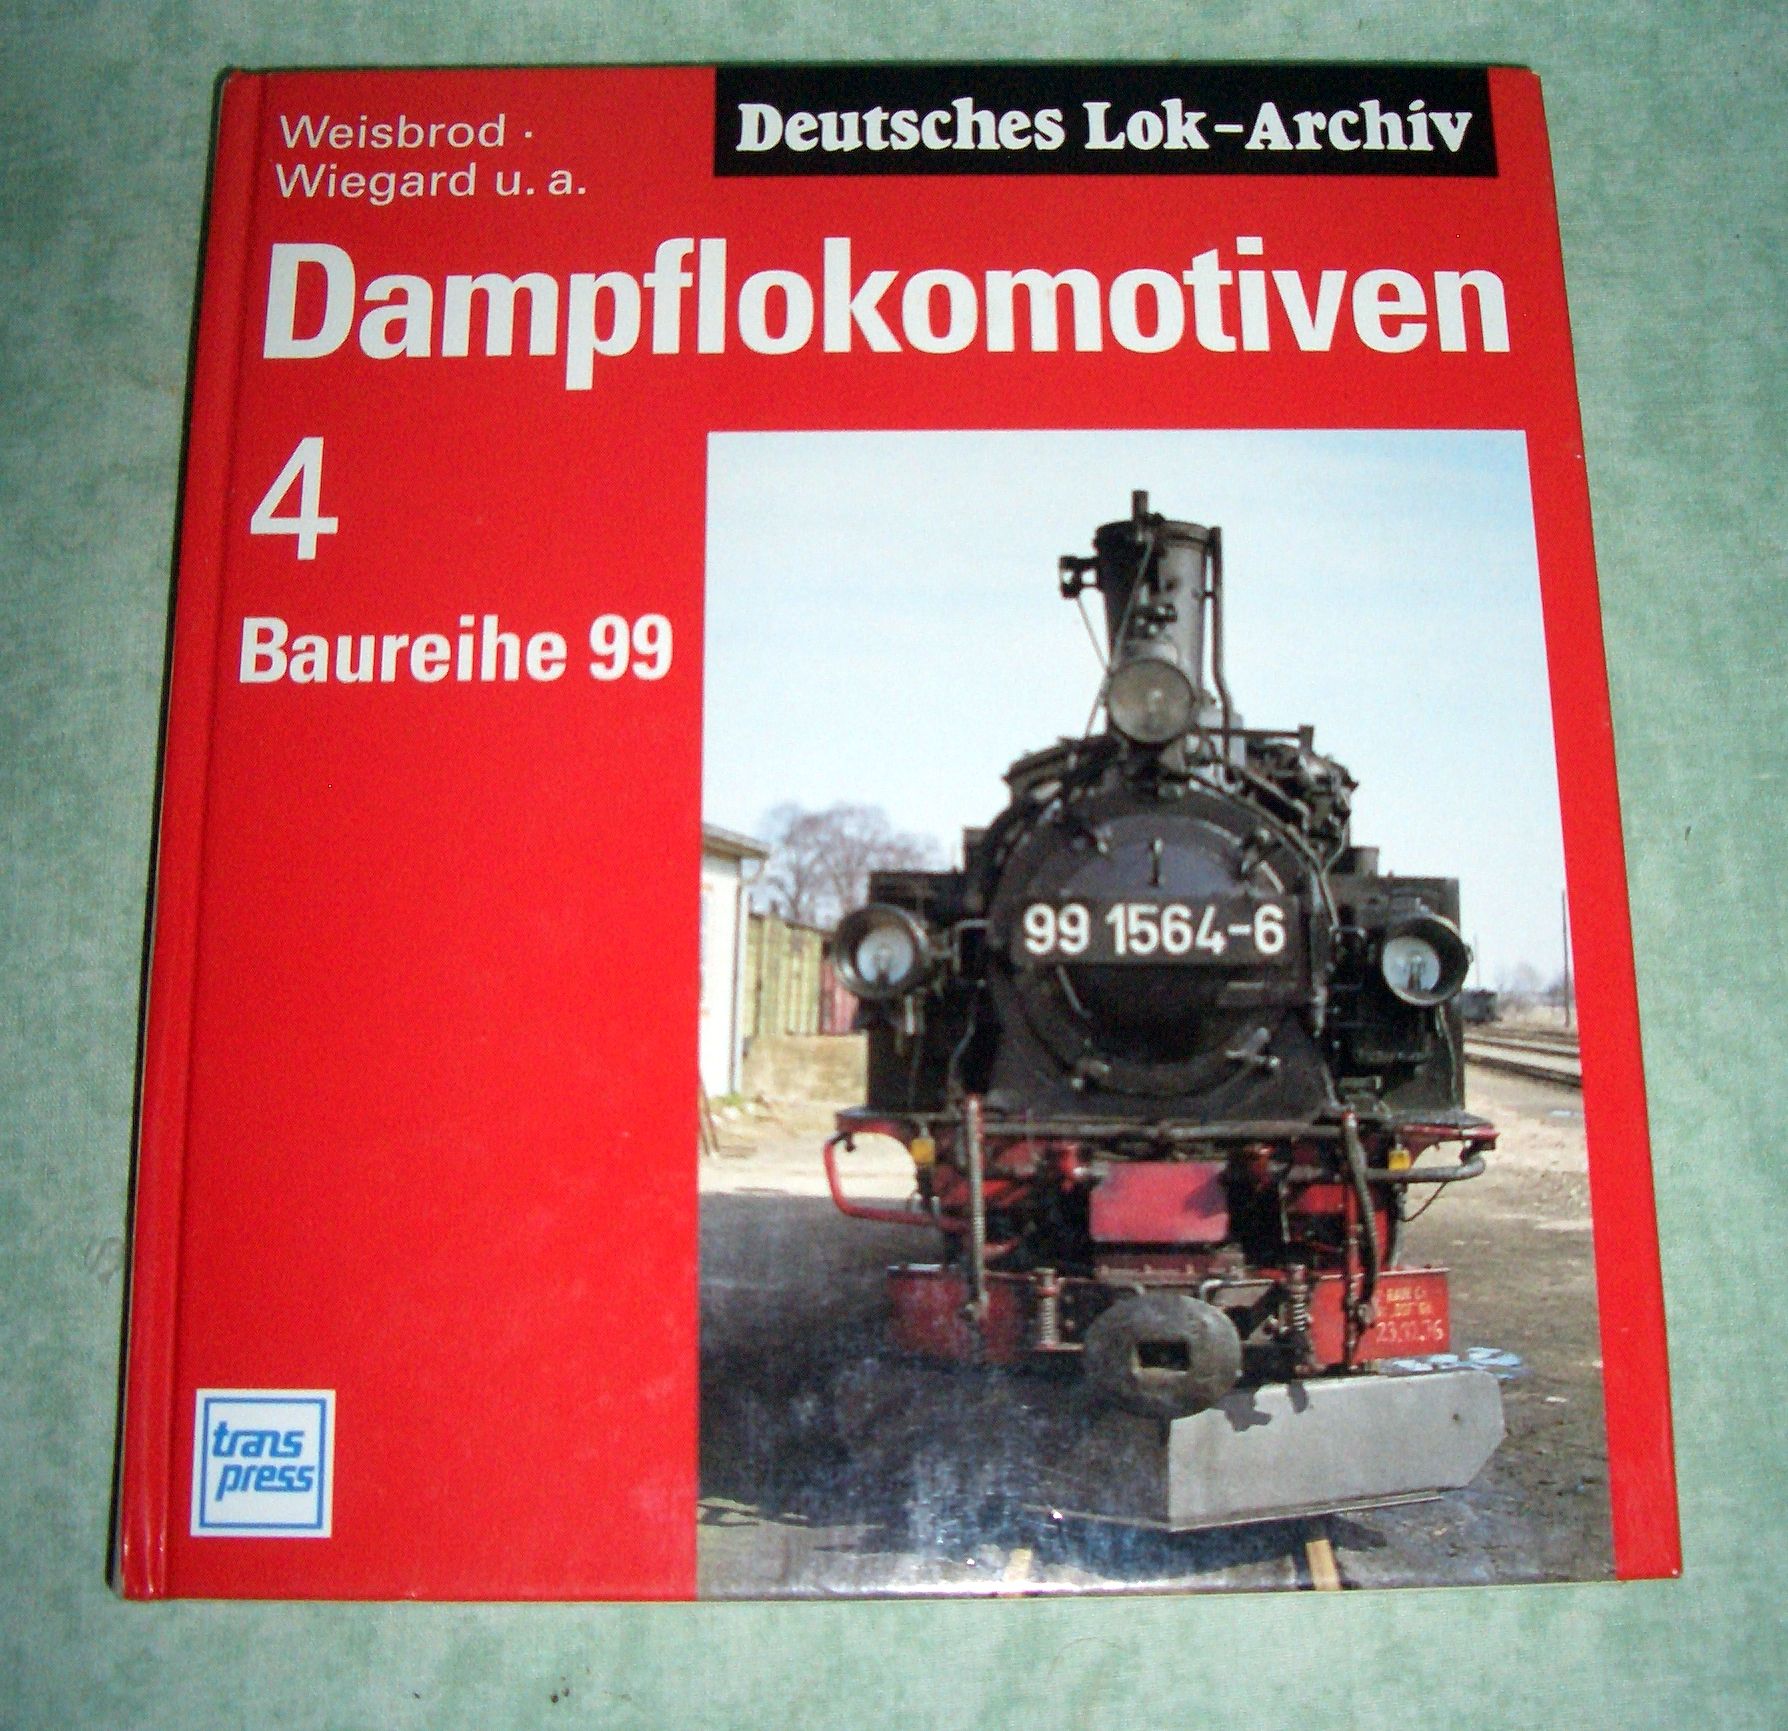 Weisbrod ·
Wiegard u. a.
Deutsches Lok-Archiv
Dampflokomotiven
4
Baureihe 99
99 1564-6
trans
press